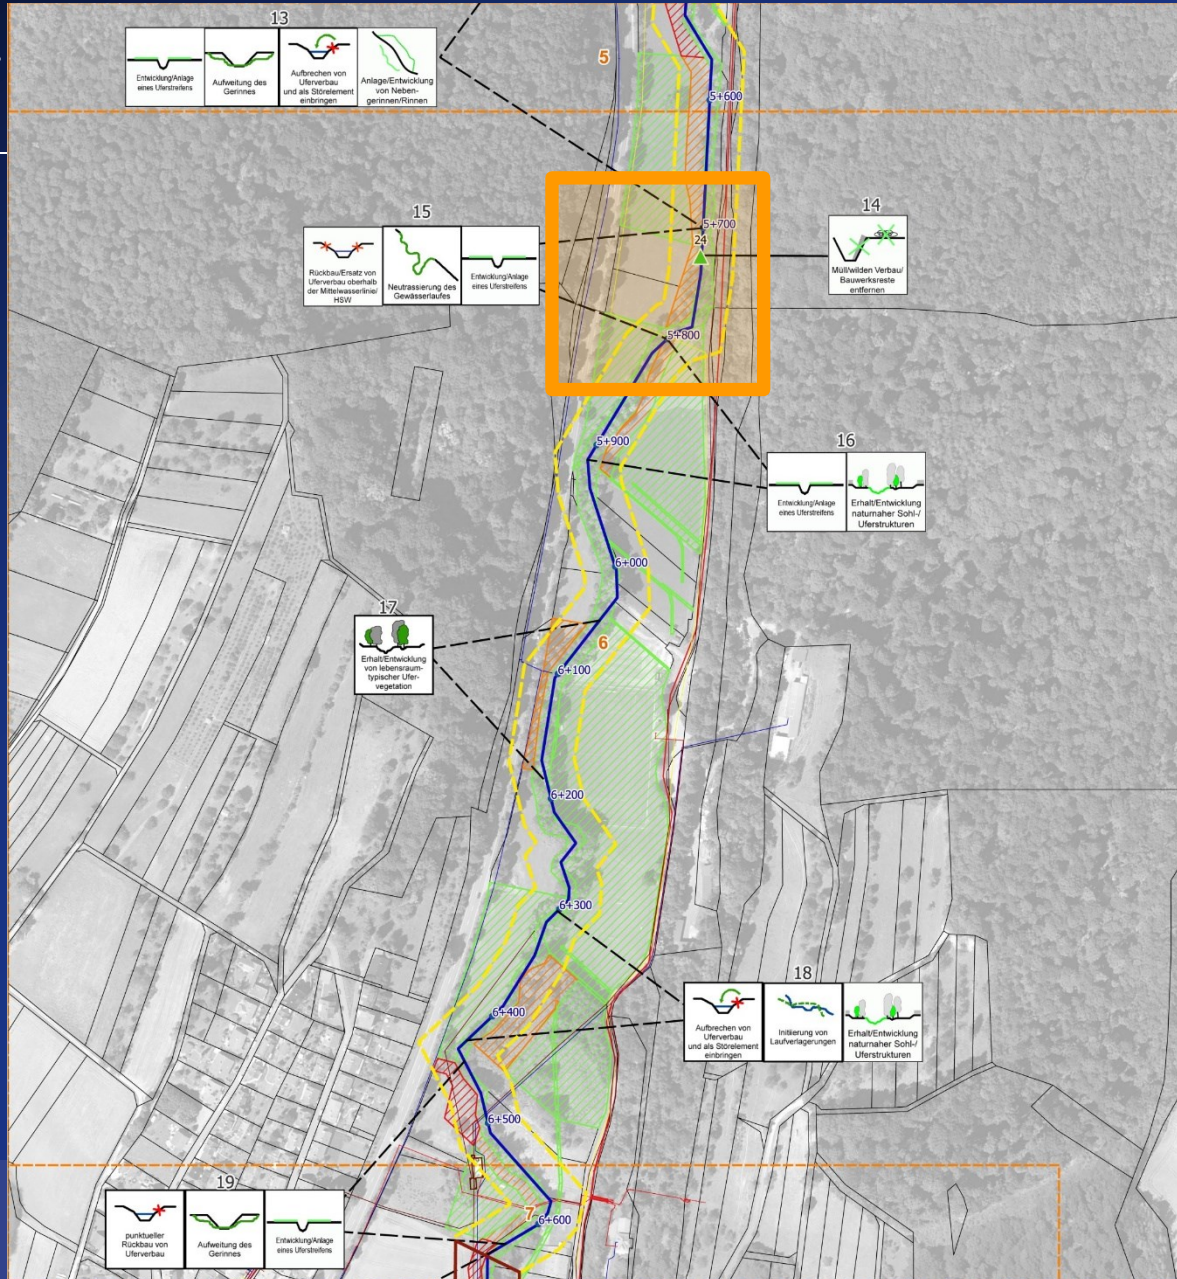 13
Entwicklung/Anlage
eines Uferstreifens
Aufweitung des
Gerinnes
Aufbrechen von
Uferverbau
und als Störelement
einbringen
Anlage/Entwicklung
von Neben-
gerinnen/Rinnen
5
5+600
15
Rückbau/Ersatz von
Uferverbau oberhalb
der Mittelwasserlinie/
HSW
Neutrassierung des
Gewässerlaufes
Entwicklung/Anlage
eines Uferstreifens
5+700
24
14
Müll/wilden Verbau/
Bauwerksreste
entfernen
5+800
5+900
16
Entwicklung/Anlage
eines Uferstreifens
Erhalt/Entwicklung
naturnaher Sohl-/
Uferstrukturen
6+000
17
Erhalt/Entwicklung
von lebensraum-
typischer Ufer-
vegetation
6
6+100
6+200
6+300
18
Aufbrechen von
Uferverbau
und als Störelement
einbringen
Initiierung von
Laufverlagerungen
Erhalt/Entwicklung
naturnaher Sohl-/
Uferstrukturen
6+400
6+500
19
punktueller
Rückbau von
Uferverbau
Aufweitung des
Gerinnes
Entwicklung/Anlage
eines Uferstreifens
7
6+600